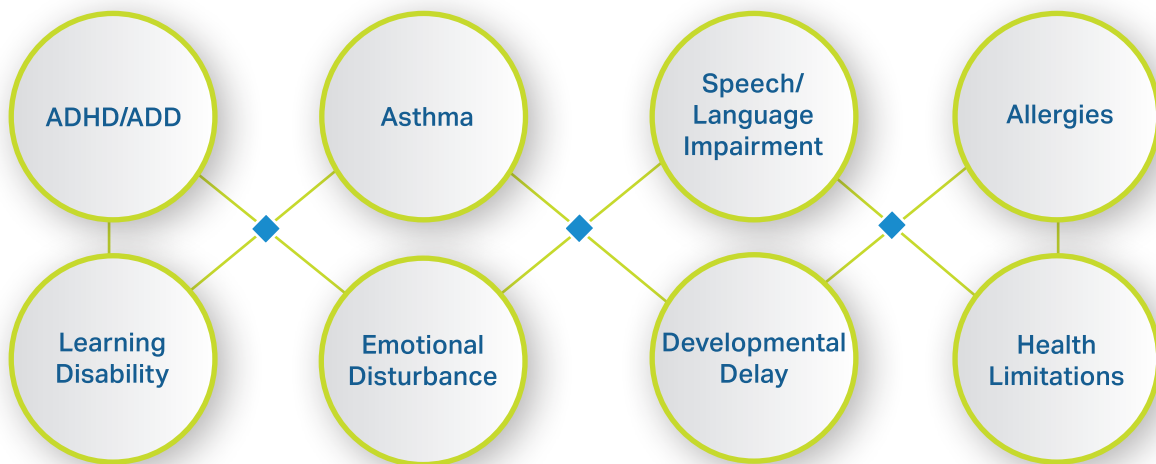 ADHD/ADD
Asthma
Speech/
Language
Impairment
Allergies
Learning
Disability
Emotional
Disturbance
Developmental
Delay
Health
Limitations